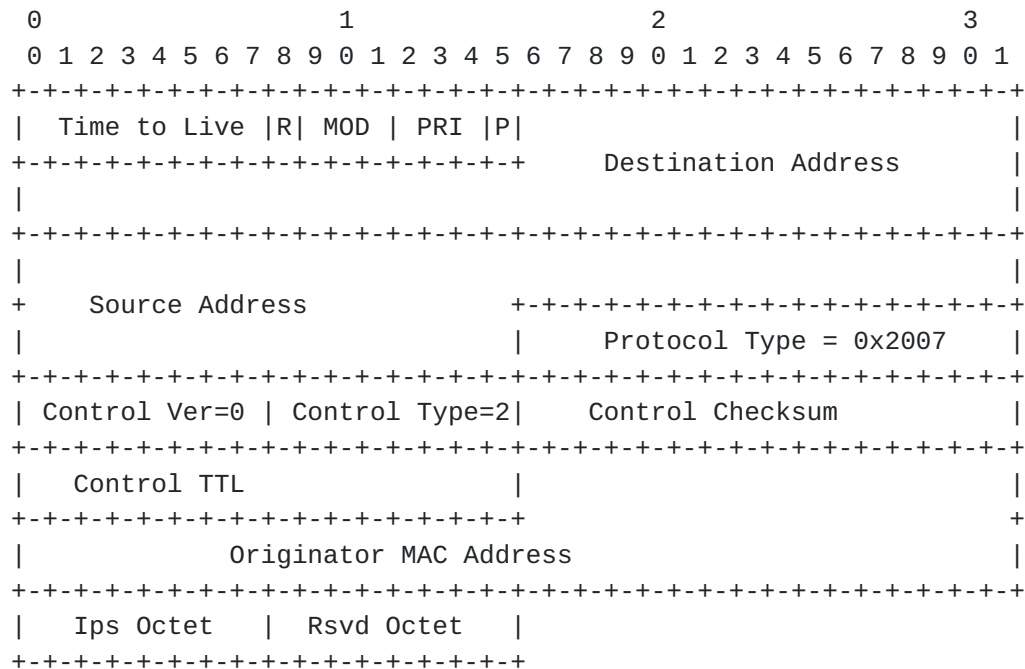 0                   1                   2                   3
 0 1 2 3 4 5 6 7 8 9 0 1 2 3 4 5 6 7 8 9 0 1 2 3 4 5 6 7 8 9 0 1
+-+-+-+-+-+-+-+-+-+-+-+-+-+-+-+-+-+-+-+-+-+-+-+-+-+-+-+-+-+-+-+-+
|  Time to Live |R| MOD | PRI |P|                               |
+-+-+-+-+-+-+-+-+-+-+-+-+-+-+-+-+     Destination Address       |
|                                                               |
+-+-+-+-+-+-+-+-+-+-+-+-+-+-+-+-+-+-+-+-+-+-+-+-+-+-+-+-+-+-+-+-+
|                                                               |
+    Source Address             +-+-+-+-+-+-+-+-+-+-+-+-+-+-+-+-+
|                               |     Protocol Type = 0x2007    |
+-+-+-+-+-+-+-+-+-+-+-+-+-+-+-+-+-+-+-+-+-+-+-+-+-+-+-+-+-+-+-+-+
| Control Ver=0 | Control Type=2|    Control Checksum           |
+-+-+-+-+-+-+-+-+-+-+-+-+-+-+-+-+-+-+-+-+-+-+-+-+-+-+-+-+-+-+-+-+
|   Control TTL                 |                               |
+-+-+-+-+-+-+-+-+-+-+-+-+-+-+-+-+                               +
|             Originator MAC Address                            |
+-+-+-+-+-+-+-+-+-+-+-+-+-+-+-+-+-+-+-+-+-+-+-+-+-+-+-+-+-+-+-+-+
|   Ips Octet   |  Rsvd Octet   |
+-+-+-+-+-+-+-+-+-+-+-+-+-+-+-+-+